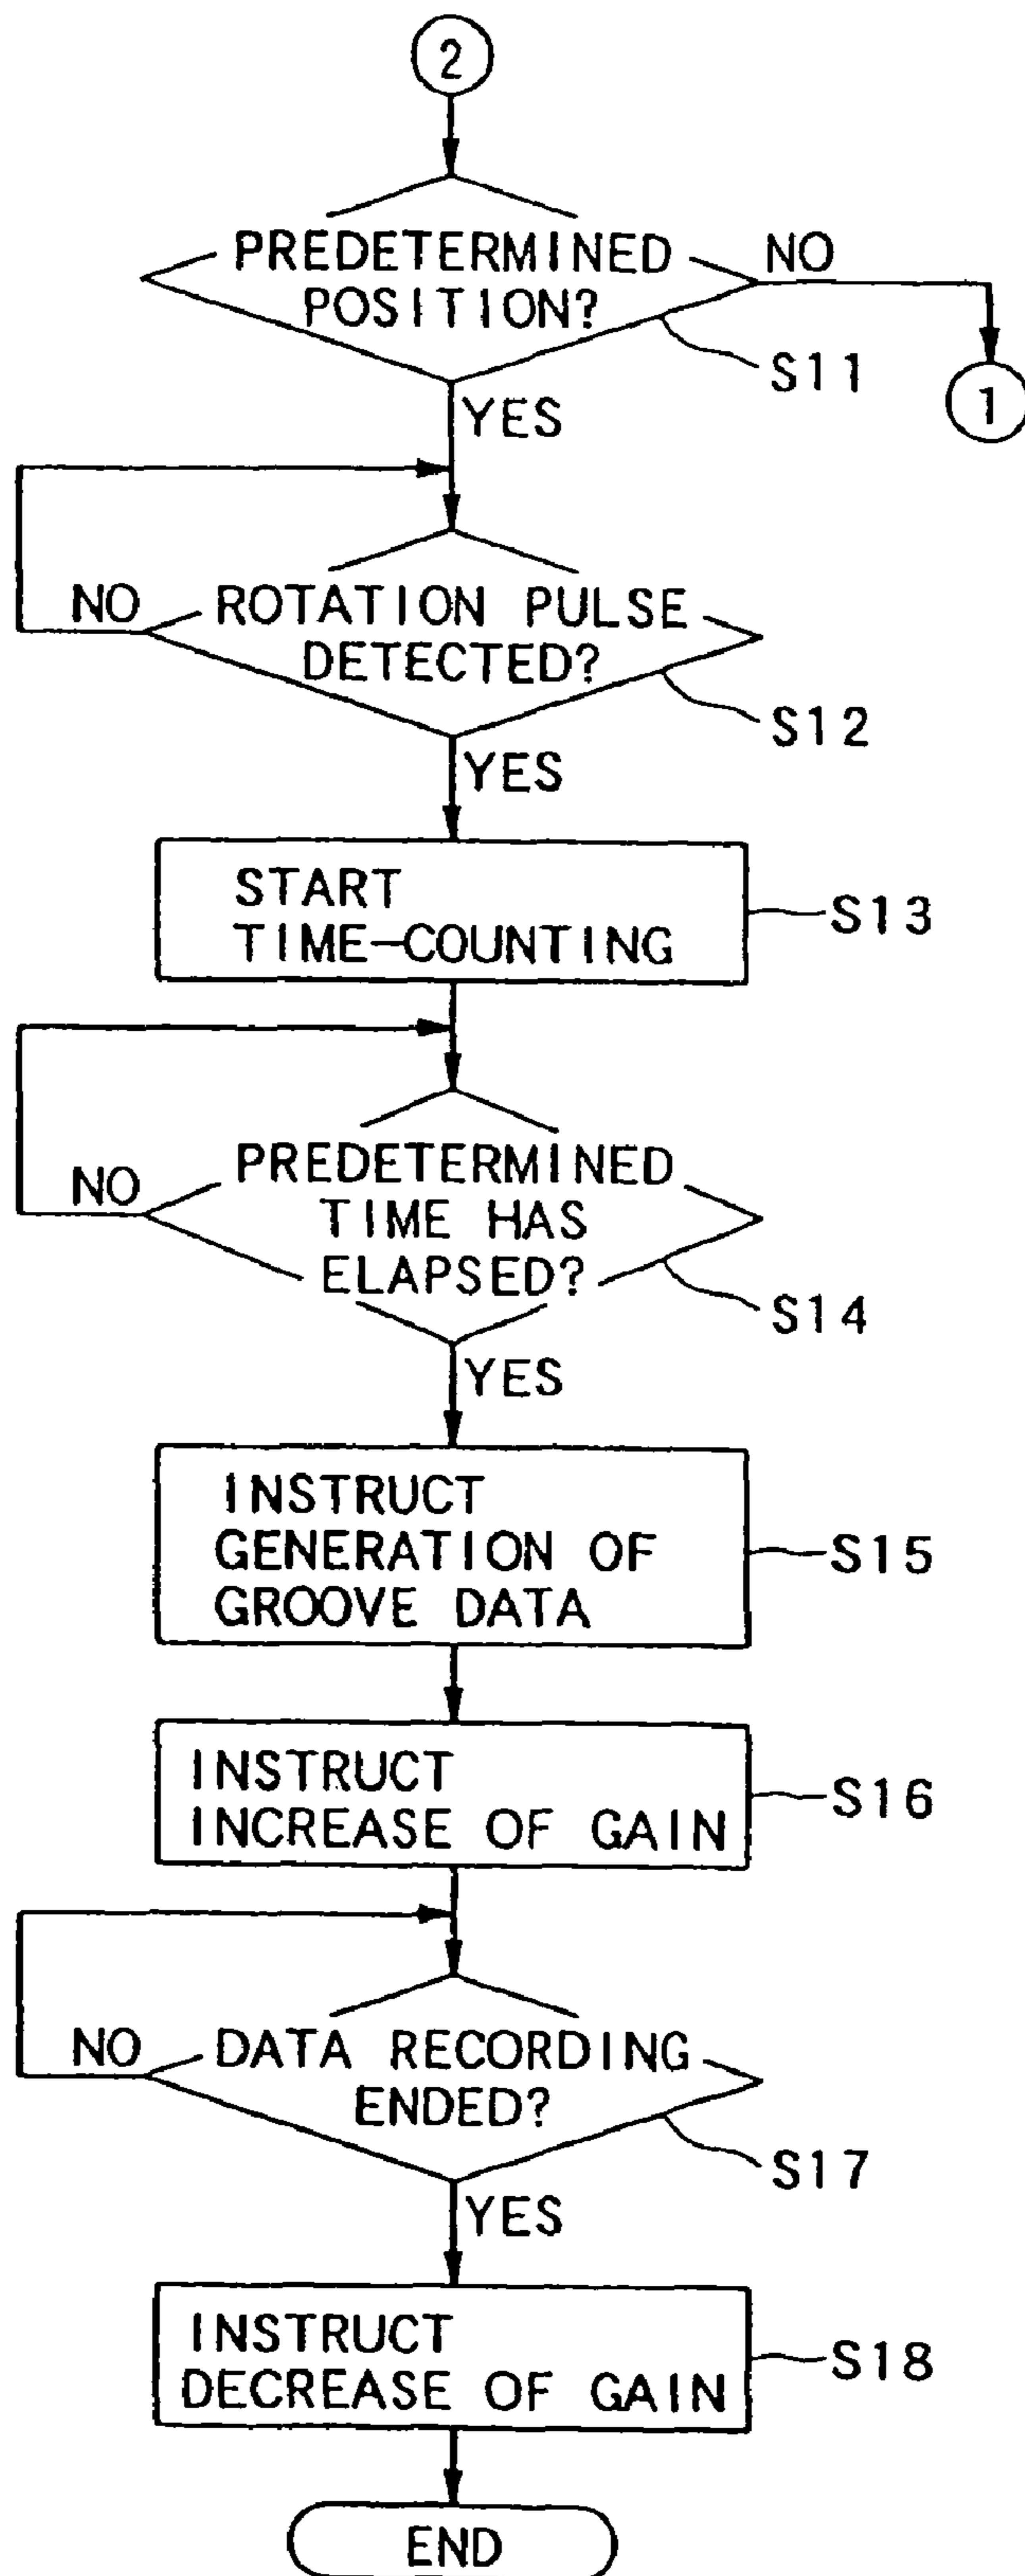 2
PREDETERMINED
POSITION?
NO
S11
1
YES
NO
ROTATION PULSE
DETECTED?
S12
YES
START
TIME-COUNTING
S13
NO
PREDETERMINED
TIME HAS
ELAPSED?
S14
YES
INSTRUCT
GENERATION OF
GROOVE DATA
S15
INSTRUCT
INCREASE OF GAIN
S16
NO
DATA RECORDING
ENDED?
S17
YES
INSTRUCT
DECREASE OF GAIN
S18
END